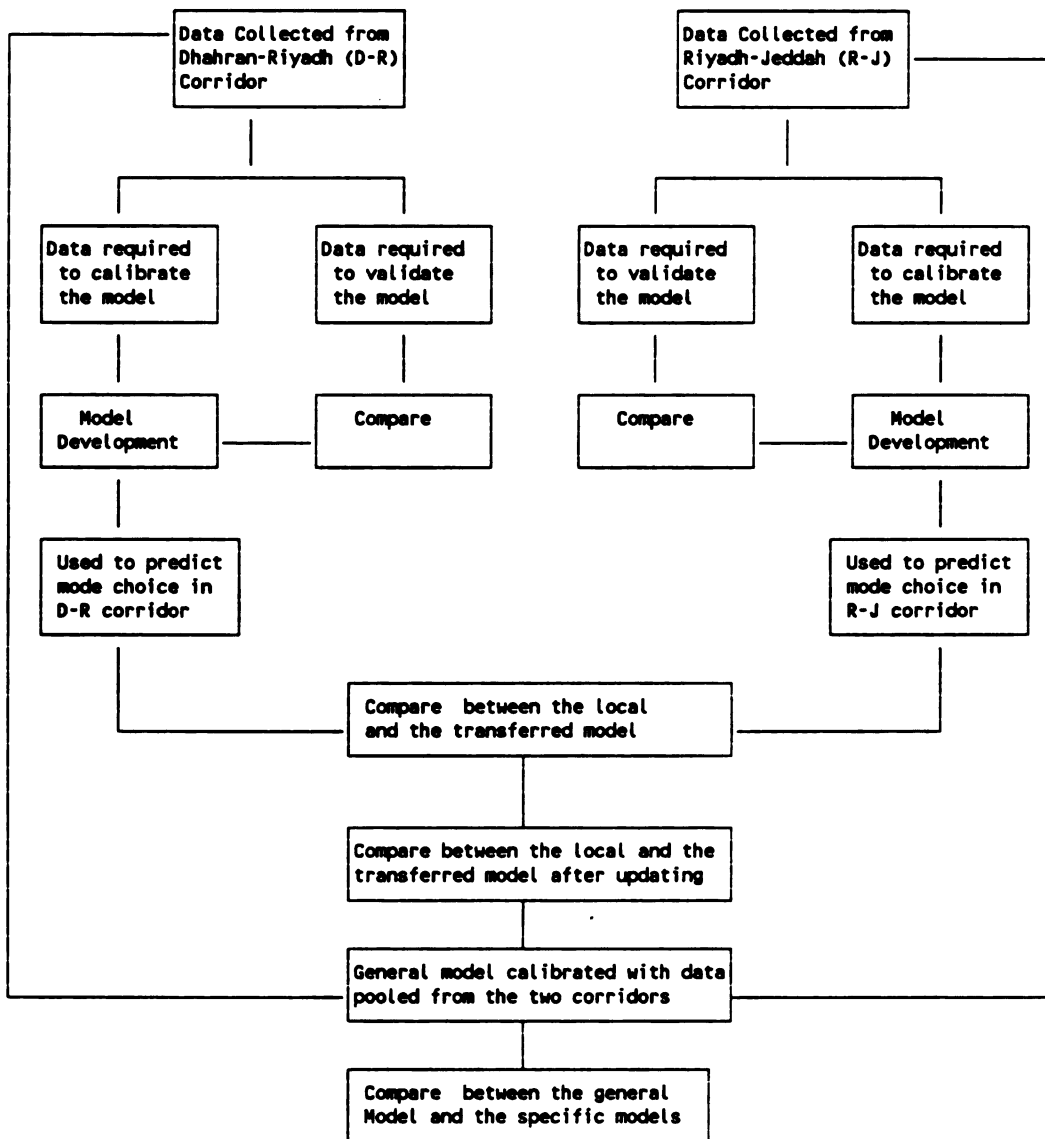 Data Collected from
Dhahran-Riyadh (D-R)
Corridor
Data Collected from
Riyadh-Jeddah (R-J)
Corridor
Data required
to calibrate
the model
Data required
to validate
the model
Data required
to validate
the model
Data required
to calibrate
the model
Model
Development
Compare
Compare
Model
Development
Used to predict
mode choice in
D-R corridor
Used to predict
mode choice in
R-J corridor
Compare between the local
and the transferred model
Compare between the local and the
transferred model after updating
General model calibrated with data
pooled from the two corridors
Compare between the general
Model and the specific models